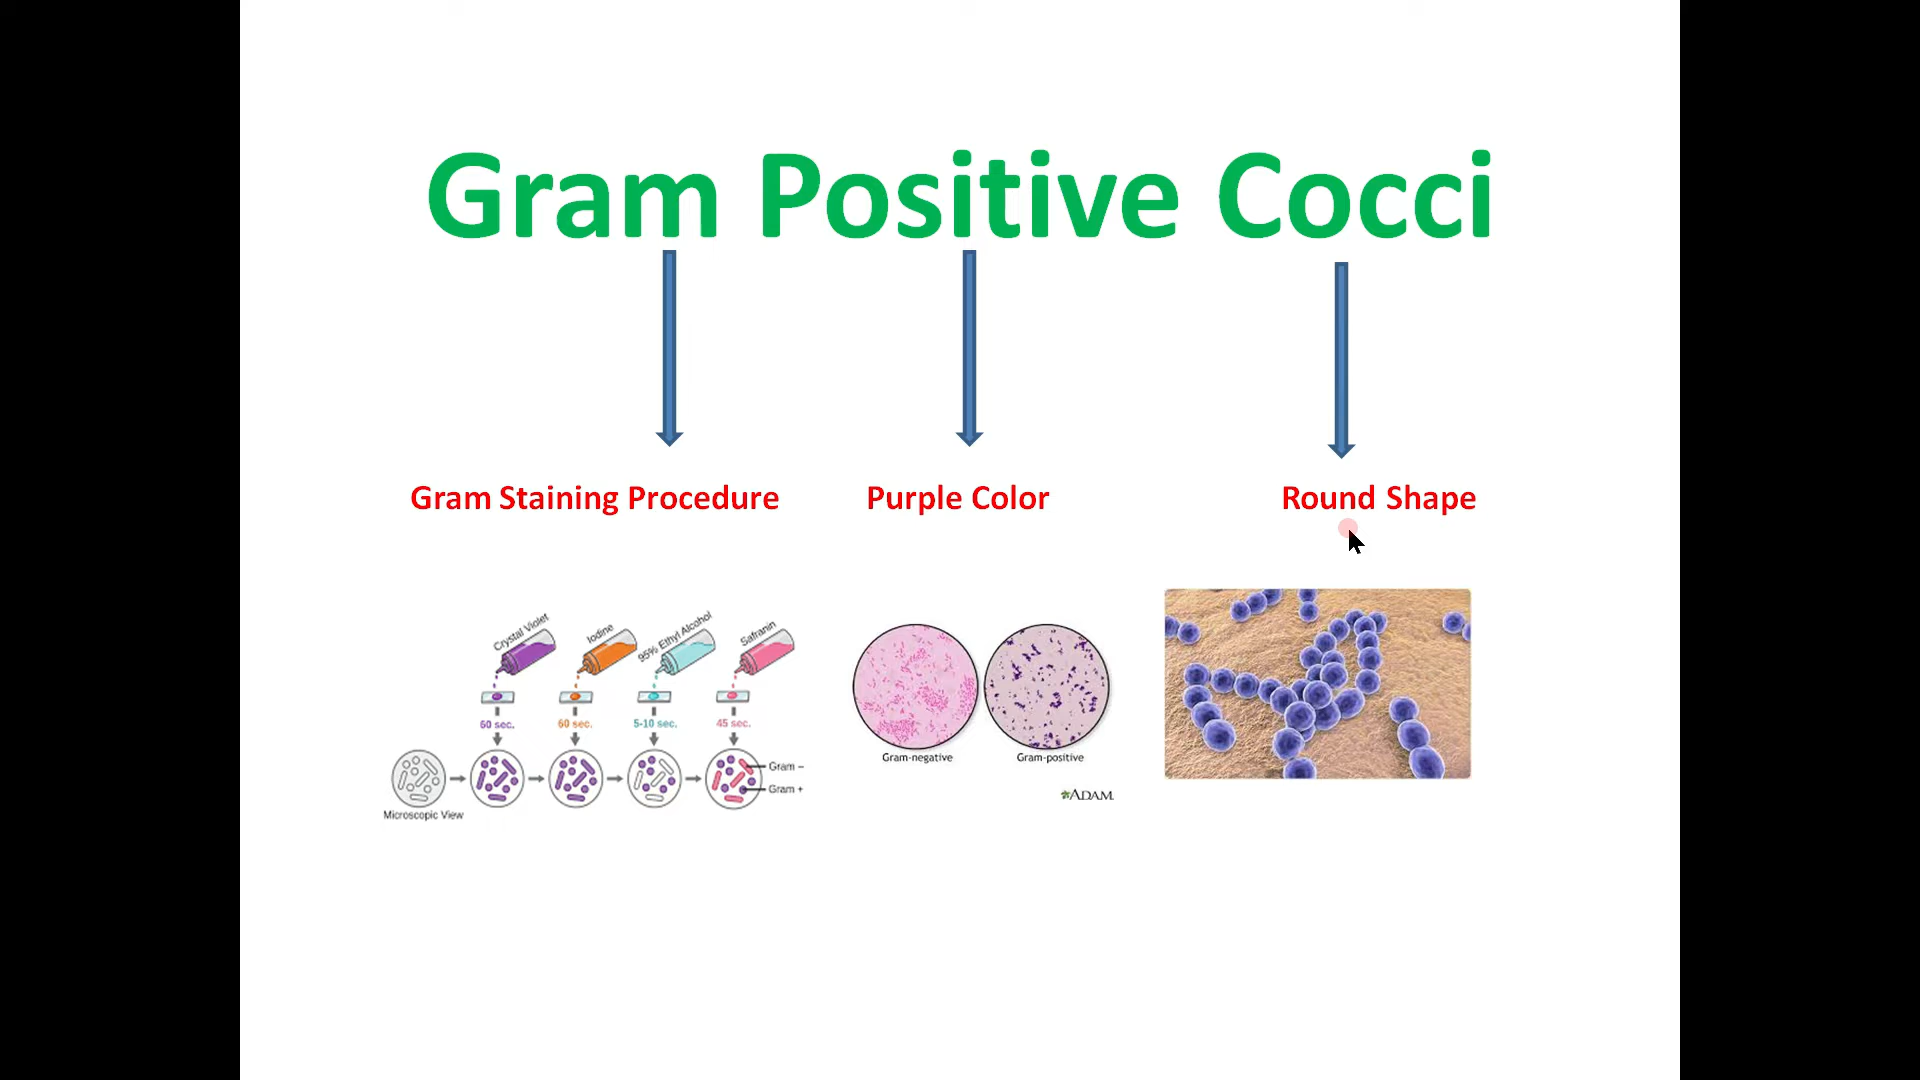 Gram Positive Cocci
Gram Staining Procedure
Purple Color
Round Shape
Crystal Violet
Iodine
95% Ethyl Alcohol
Safranin
60 sec.
60 sec.
5-10 sec.
45 sec.
Gram –
Gram +
Microscopic View
Gram-negative
Gram-positive
ADAM.